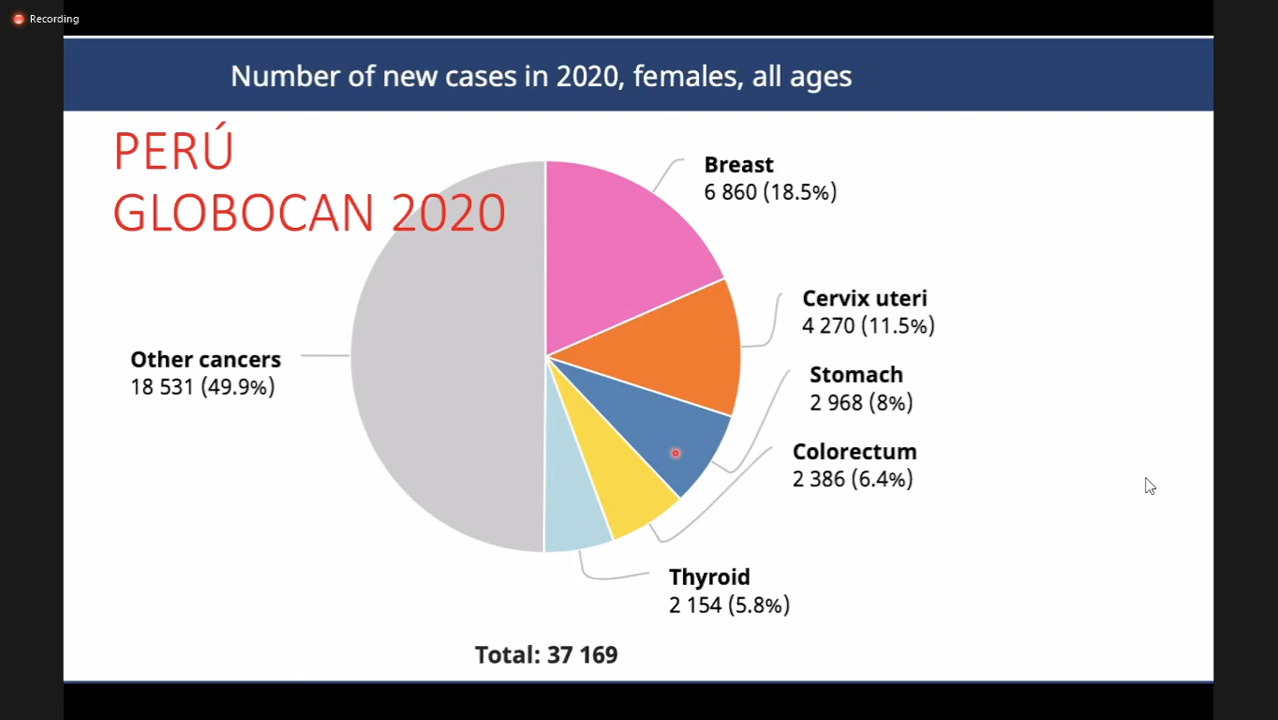 Recording
Number of new cases in 2020, females, all ages
PERÚ
GLOBOCAN 2020
Breast
6 860 (18.5%)
Cervix uteri
4 270 (11.5%)
Stomach
2 968 (8%)
Other cancers
18 531 (49.9%)
Colorectum
2 386 (6.4%)
Thyroid
2 154 (5.8%)
Total: 37 169